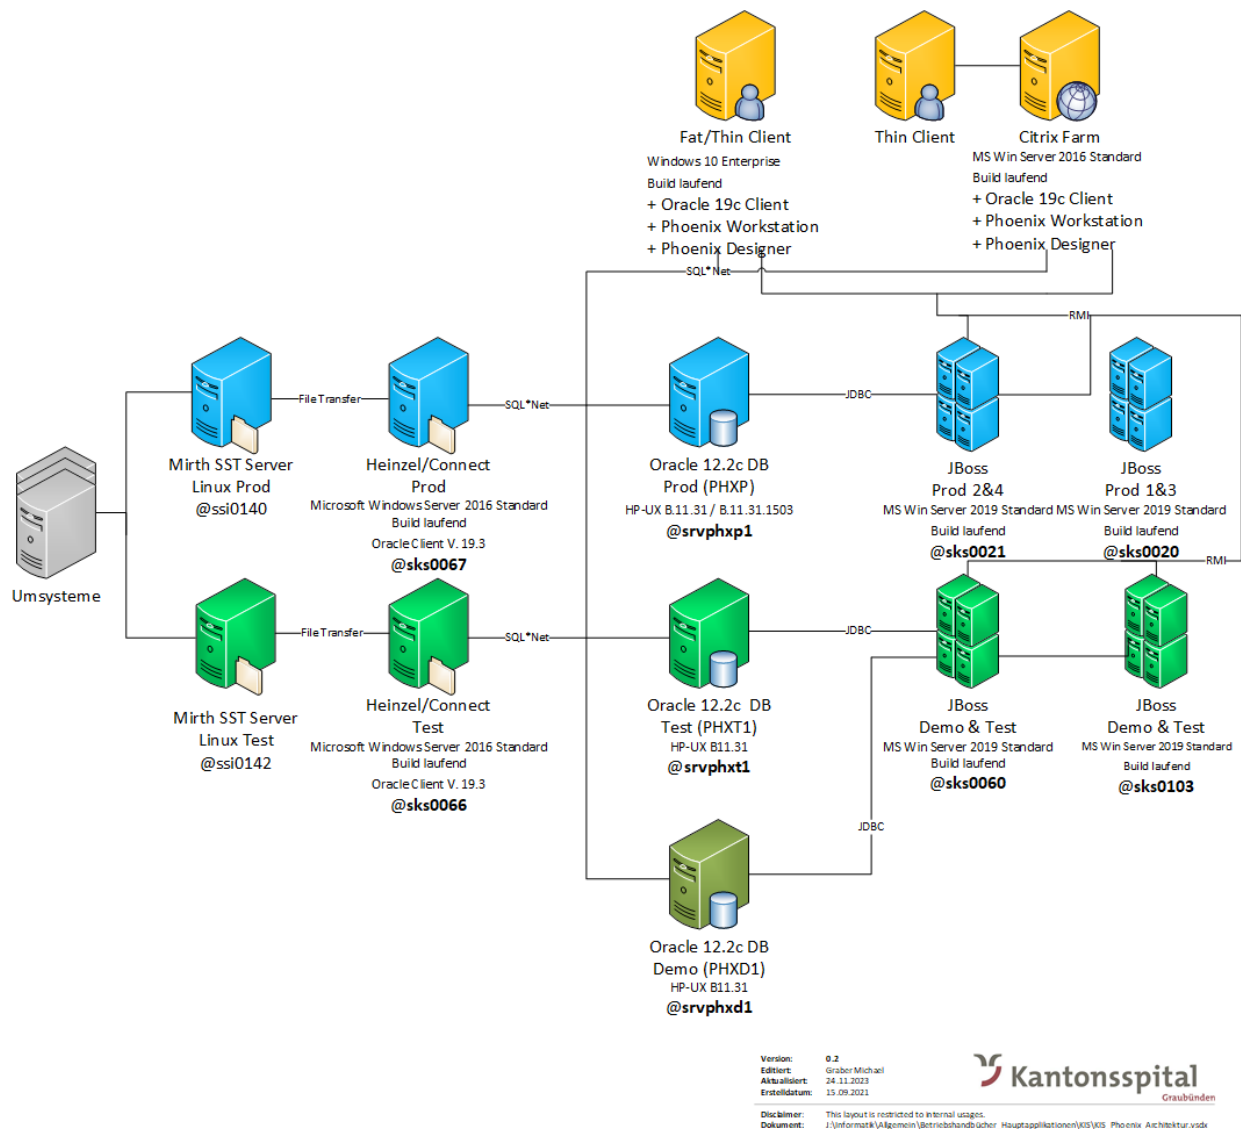 Fat/Thin Client
Windows 10 Enterprise
Build laufend
+ Oracle 19c Client
+ Phoenix Workstation
+ Phoenix Designer
Thin Client
Citrix Farm
MS Win Server 2016 Standard
Build laufend
+ Oracle 19c Client
+ Phoenix Workstation
+ Phoenix Designer
SQL*Net
RMI
File Transfer
SQL*Net
JDBC
Mirth SST Server
Linux Prod
@ssi0140
Heinzel/Connect
Prod
Microsoft Windows Server 2016 Standard
Build laufend
Oracle Client V. 19.3
@sks0067
Oracle 12.2c DB
Prod (PHXP)
HP-UX B.11.31 / B.11.31.1503
@srvphxp1
JBoss
Prod 2&4
MS Win Server 2019 Standard
Build laufend
@sks0021
JBoss
Prod 1&3
MS Win Server 2019 Standard
Build laufend
@sks0020
RMI
Umsysteme
File Transfer
SQL*Net
JDBC
Mirth SST Server
Linux Test
@ssi0142
Heinzel/Connect
Test
Microsoft Windows Server 2016 Standard
Build laufend
Oracle Client V. 19.3
@sks0066
Oracle 12.2c DB
Test (PHXT1)
HP-UX B11.31
@srvphxt1
JBoss
Demo & Test
MS Win Server 2019 Standard
Build laufend
@sks0060
JBoss
Demo & Test
MS Win Server 2019 Standard
Build laufend
@sks0103
JDBC
Oracle 12.2c DB
Demo (PHXD1)
HP-UX B11.31
@srvphxd1
Version: 0.2
Editiert: Graber Michael
Aktualisiert: 24.11.2023
Erstelldatum: 15.09.2021
Kantonsspital
Graubünden
Disclaimer: This layout is restricted to internal usages.
Dokument: J:\Informatik\Allgemein\Betriebshandbücher_Hauptapplikationen\KIS\KIS_Phoenix_Architektur.vsdx